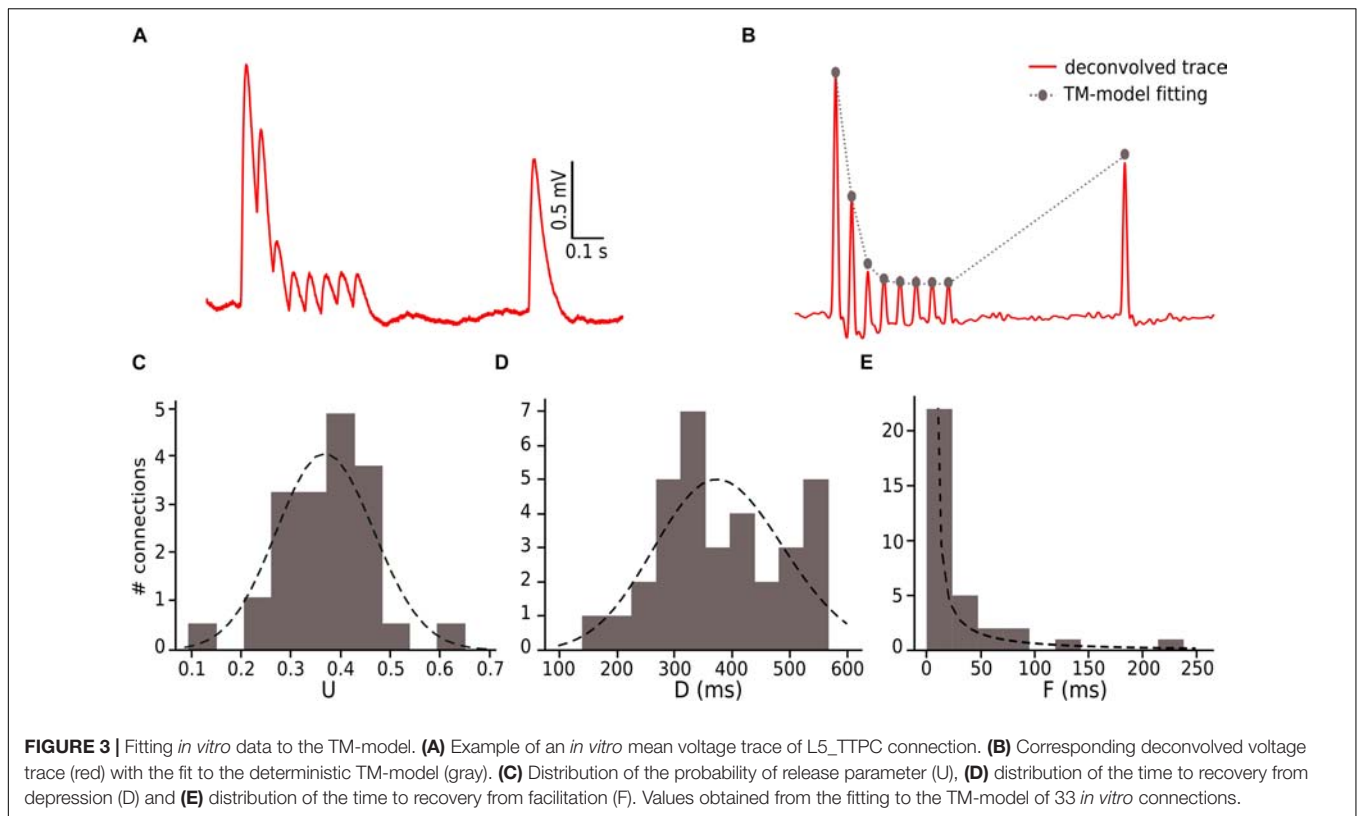 A
B
deconvolved trace
TM-model fitting
0.5 mV
0.1 s
C
D
E
# connections
5
4
3
2
1
0
0.1 0.2 0.3 0.4 0.5 0.6 0.7
U
7
6
5
4
3
2
1
0
100 200 300 400 500 600
D (ms)
20
15
10
5
0
0 50 100 150 200 250
F (ms)
FIGURE 3 | Fitting in vitro data to the TM-model. (A) Example of an in vitro mean voltage trace of L5_TTPC connection. (B) Corresponding deconvolved voltage
trace (red) with the fit to the deterministic TM-model (gray). (C) Distribution of the probability of release parameter (U), (D) distribution of the time to recovery from
depression (D) and (E) distribution of the time to recovery from facilitation (F). Values obtained from the fitting to the TM-model of 33 in vitro connections.